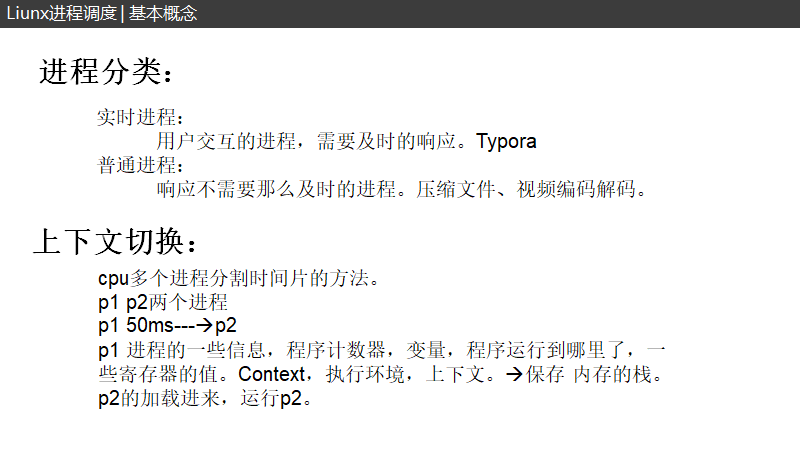 Liunx进程调度 | 基本概念
进程分类：
实时进程：
用户交互的进程，需要及时的响应。Typora
普通进程：
响应不需要那么及时的进程。压缩文件、视频编码解码。
上下文切换：
cpu多个进程分割时间片的方法。
p1 p2两个进程
p1 50ms---→p2
p1 进程的一些信息，程序计数器，变量，程序运行到哪里了，一
些寄存器的值。Context，执行环境，上下文。→保存 内存的栈。
p2的加载进来，运行p2。